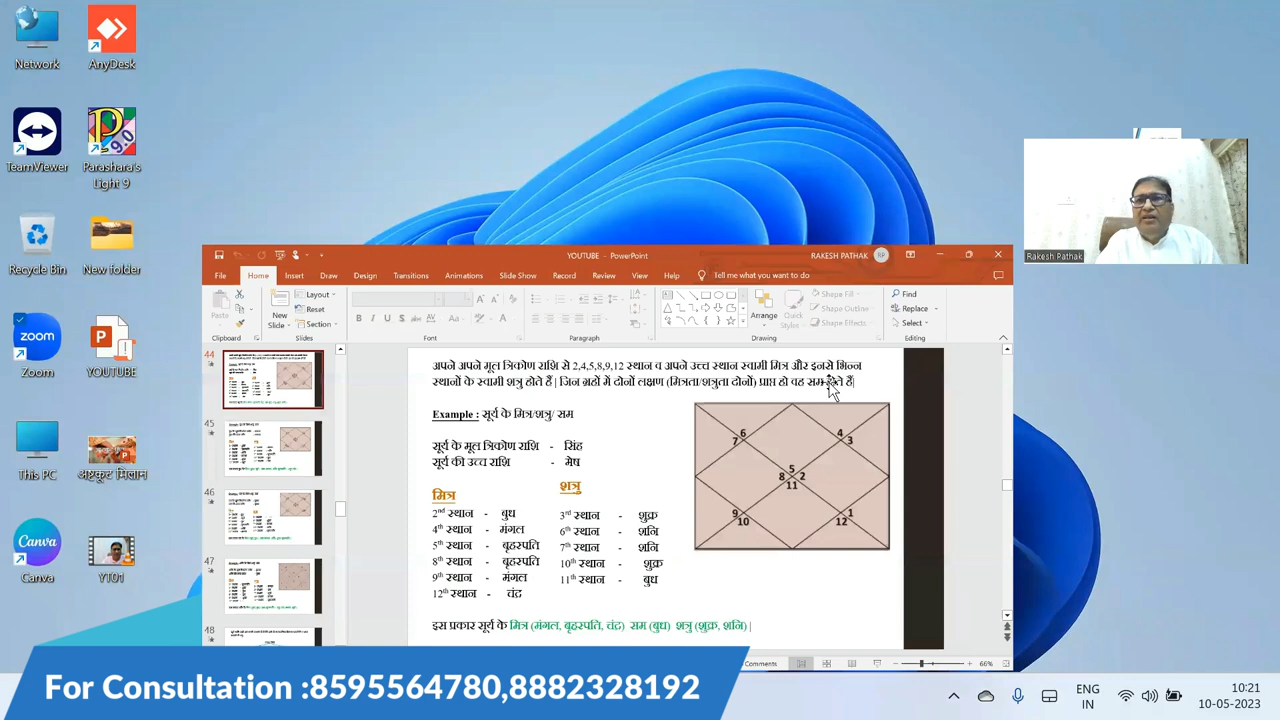 Network
AnyDesk
TeamViewer
Parashara's
Light 9
Recycle Bin
New folder
Zoom
YOUTUBE
This PC
अष्टकूट मिलान
Canva
YT01
YOUTUBE - PowerPoint
RAKESH PATHAK
RP
File Home Insert Draw Design Transitions Animations Slide Show Record Review View Help Tell me what you want to do
Paste
New
Slide
Layout
Reset
Section
Arrange
Quick
Styles
Shape Fill
Shape Outline
Shape Effects
Find
Replace
Select
Clipboard Slides Font Paragraph Drawing Editing
44
45
46
47
48
अपने अपने मूल त्रिकोण राशि से 2,4,5,8,9,12 स्थान व अपने उच्च स्थान स्वामी मित्र और इनसे भिन्न
स्थानों के स्वामी शत्रु होते हैं | जिन ग्रहों में दोनों लक्षण (मित्रता शत्रुता दोनों) प्राप्त हो वह सम होते हैं|
Example : सूर्य के मित्र/शत्रु/ सम
सूर्य के मूल त्रिकोण राशि - सिंह
सूर्य की उच्च राशि - मेष
मित्र
2nd स्थान - बुध
4th स्थान - मंगल
5th स्थान - बृहस्पति
8th स्थान - बृहस्पति
9th स्थान - मंगल
12th स्थान - चंद्र
शत्रु
3rd स्थान - शुक्र
6th स्थान - शनि
7th स्थान - शनि
10th स्थान - शुक्र
11th स्थान - बुध
6
7
4
3
5
8 2
11
9
10
1
12
इस प्रकार सूर्य के मित्र (मंगल, बृहस्पति, चंद्र) सम (बुध) शत्रु (शुक्र, शनि) |
Comments
66%
Rakesh Pathak
For Consultation :8595564780,8882328192
ENG
IN
10:21
10-05-2023